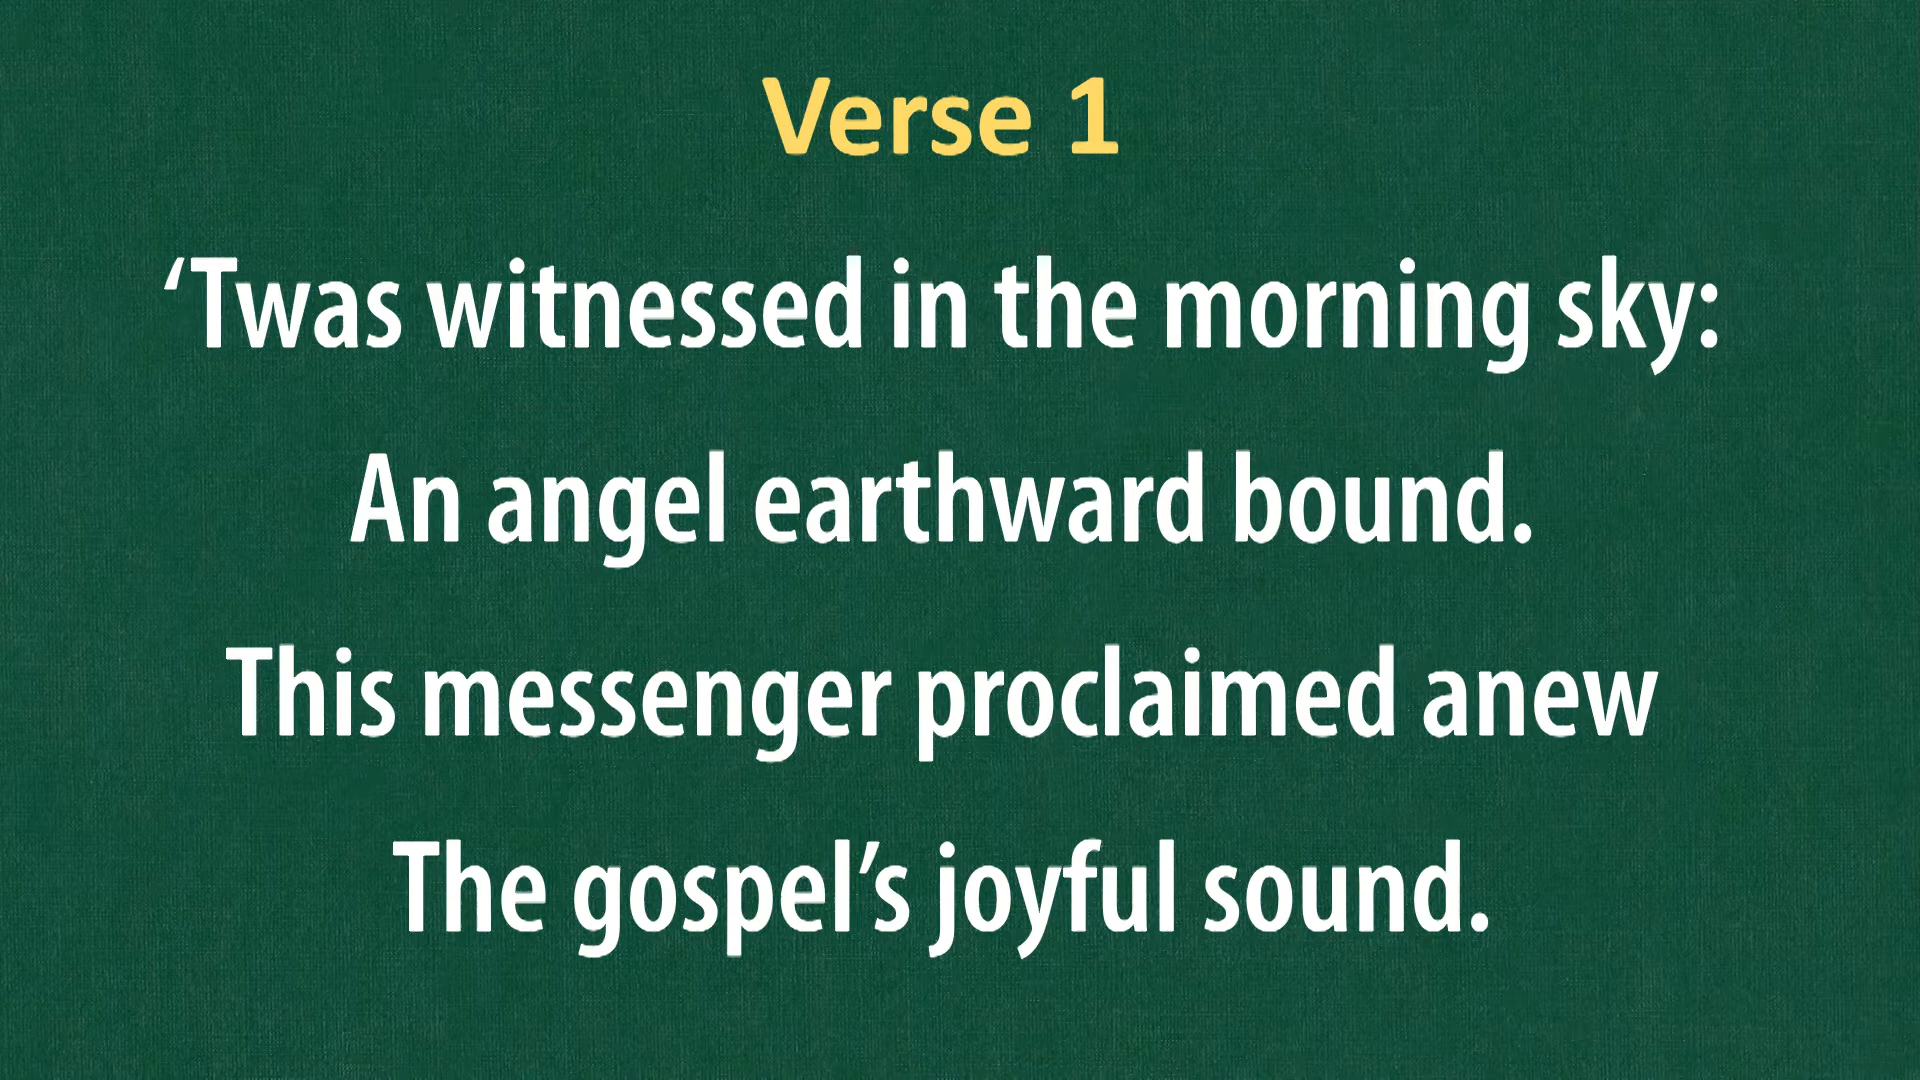 Verse 1
‘Twas witnessed in the morning sky:
An angel earthward bound.
This messenger proclaimed anew
The gospel’s joyful sound.